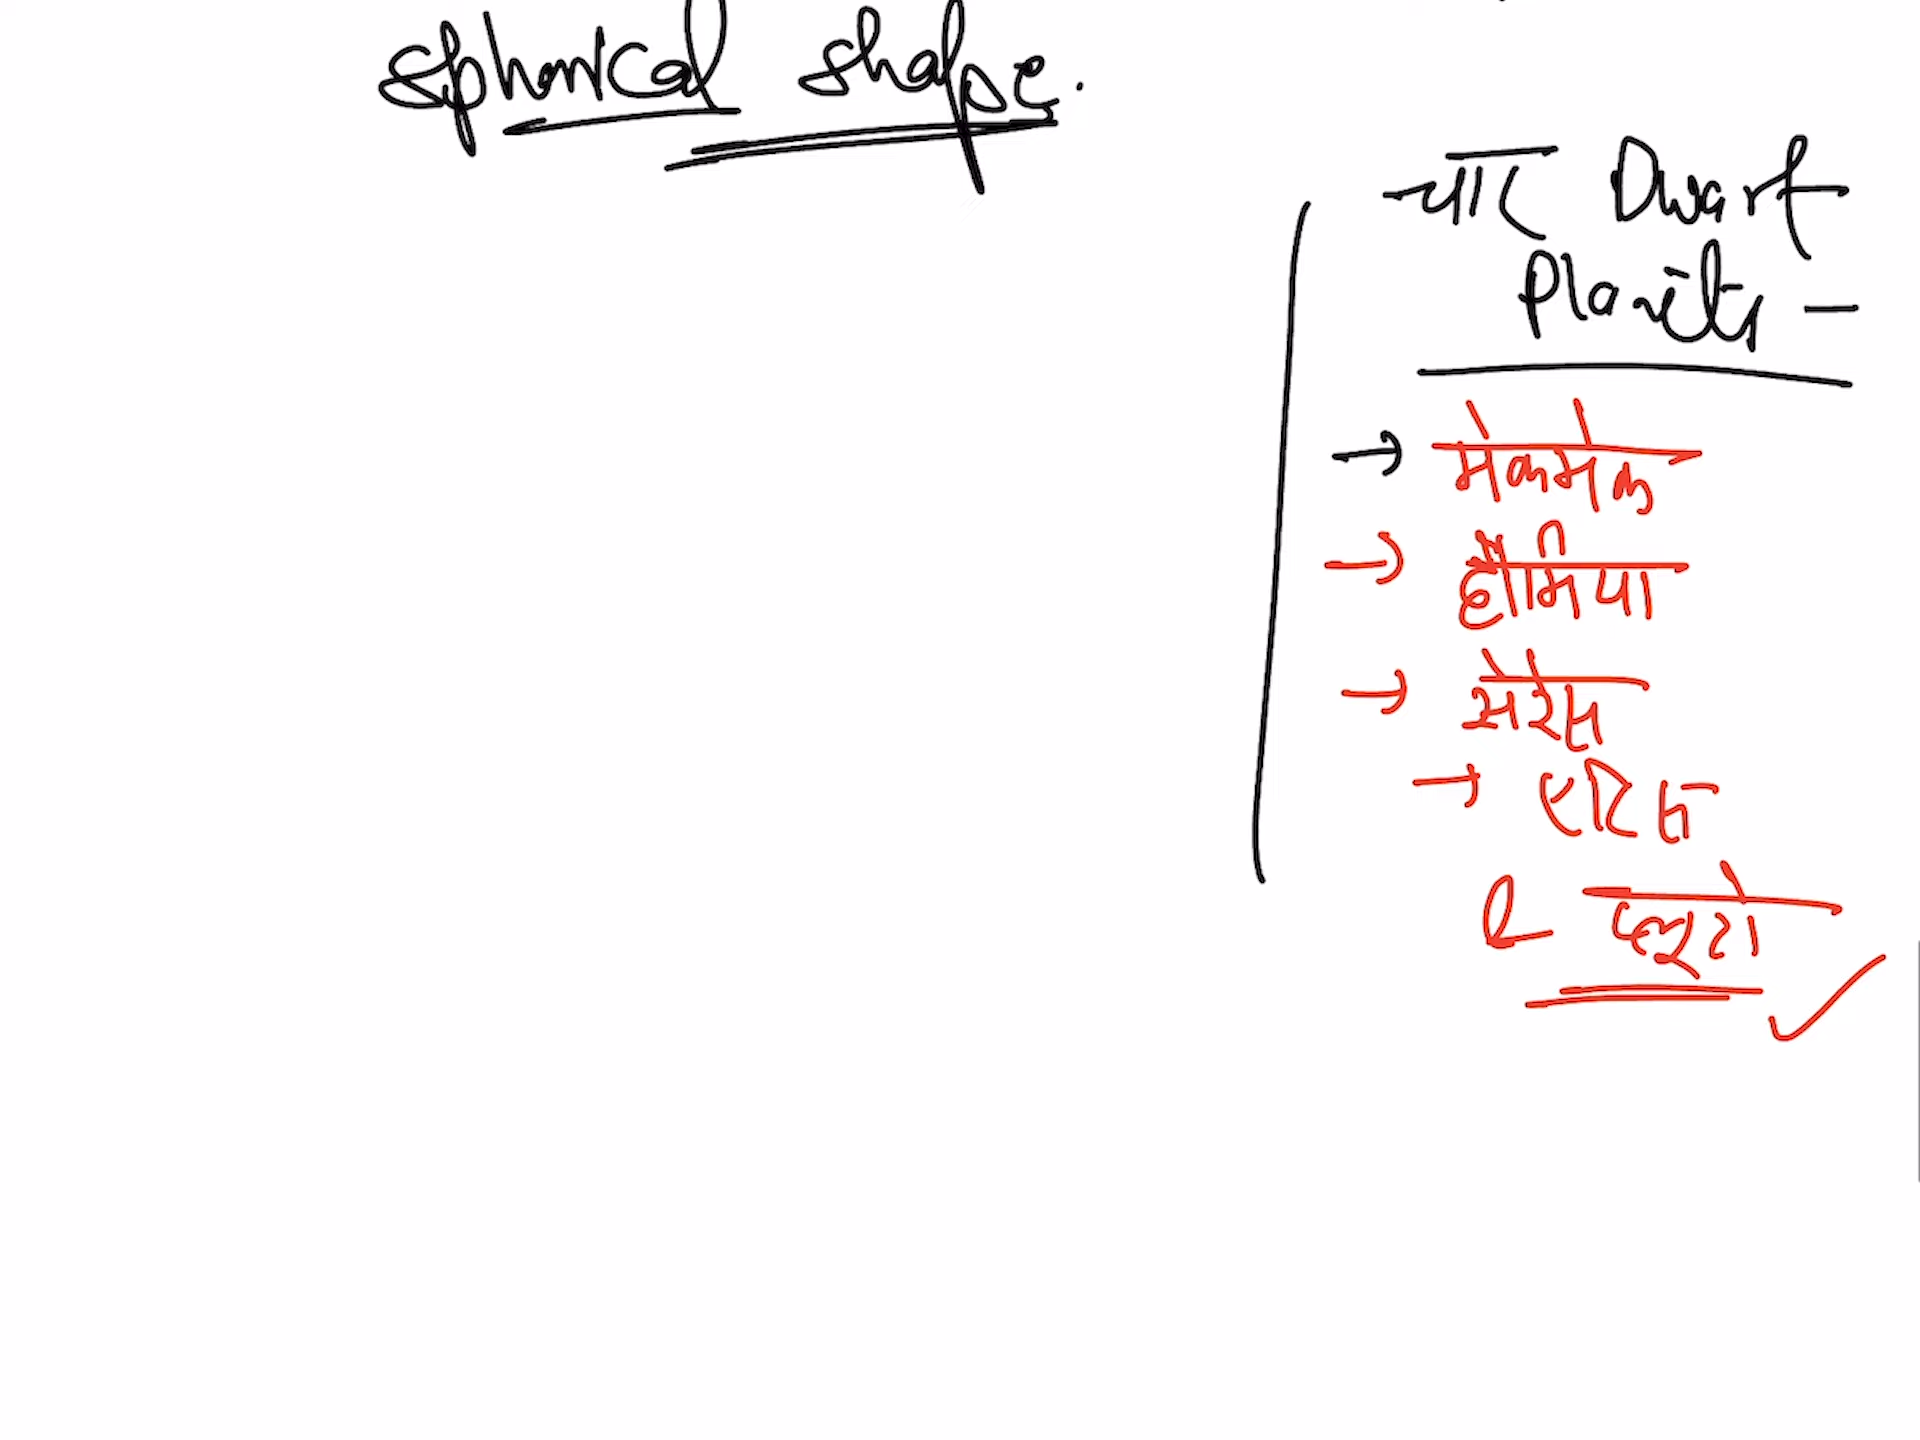 spherical shape.
चार Dwarf
Planets -
→ मेकमेक
→ हौमिया
→ सेरेस
→ एरिस
& प्लूटो